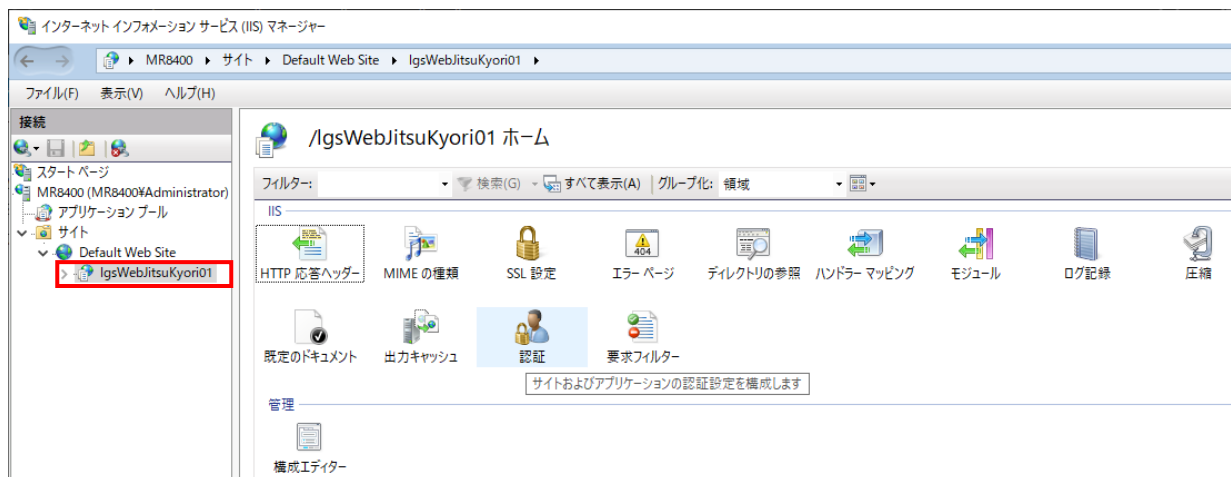 インターネット インフォメーション サービス (IIS) マネージャー
MR8400 サイト Default Web Site IgsWebJitsuKyori01
ファイル(F) 表示(V) ヘルプ(H)
接続
スタート ページ
MR8400 (MR8400¥Administrator)
アプリケーション プール
サイト
Default Web Site
IgsWebJitsuKyori01
/IgsWebJitsuKyori01 ホーム
フィルター: 検索(G) すべて表示(A) グループ化: 領域
IIS
HTTP 応答ヘッダー MIME の種類 SSL 設定 エラー ページ ディレクトリの参照 ハンドラー マッピング モジュール ログ記録 圧縮
既定のドキュメント 出力キャッシュ 認証 要求フィルター
サイトおよびアプリケーションの認証設定を構成します
管理
構成エディター
404